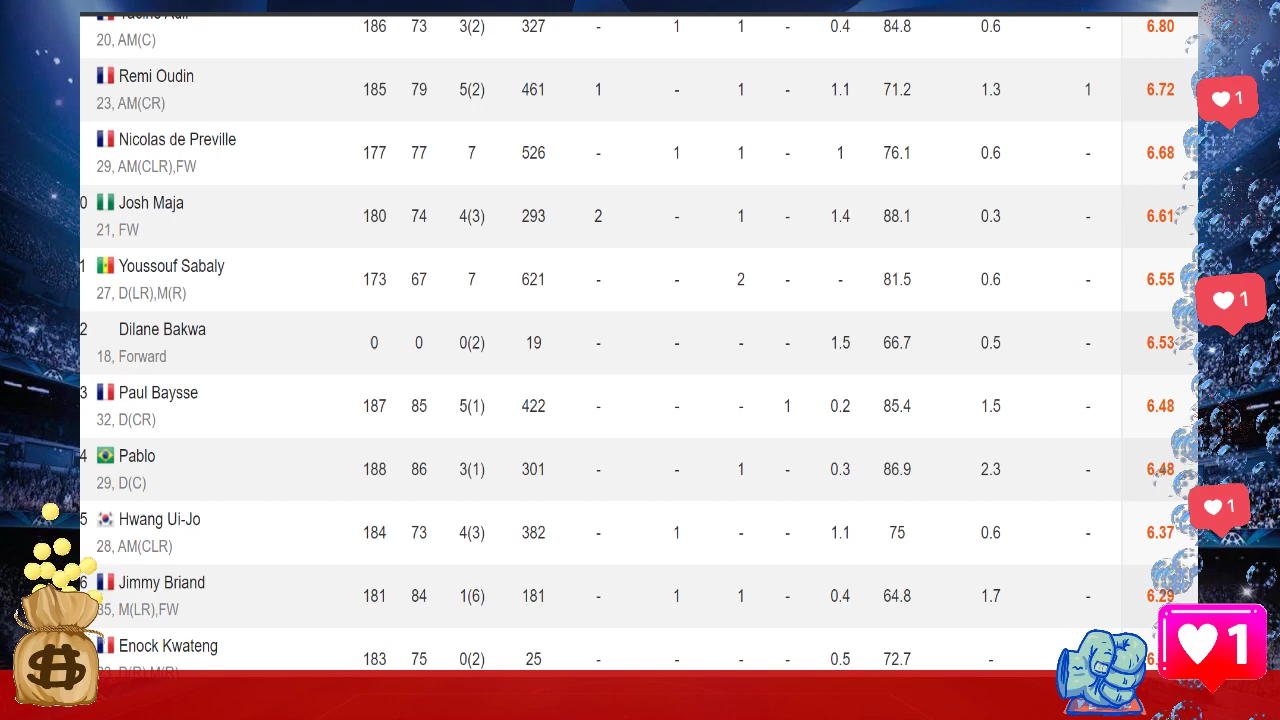 186 73 3(2) 327 - 1 1 - 0.4 84.8 0.6 - 6.80
20, AM(C)
Remi Oudin
185 79 5(2) 461 1 - 1 - 1.1 71.2 1.3 1 6.72
23, AM(CR)
Nicolas de Preville
177 77 7 526 - 1 1 - 1 76.1 0.6 - 6.68
29, AM(CLR),FW
0 Josh Maja
180 74 4(3) 293 2 - 1 - 1.4 88.1 0.3 - 6.61
21, FW
1 Youssouf Sabaly
173 67 7 621 - - 2 - - 81.5 0.6 - 6.55
27, D(LR),M(R)
2 Dilane Bakwa
0 0 0(2) 19 - - - - 1.5 66.7 0.5 - 6.53
18, Forward
3 Paul Baysse
187 85 5(1) 422 - - - 1 0.2 85.4 1.5 - 6.48
32, D(CR)
4 Pablo
188 86 3(1) 301 - - 1 - 0.3 86.9 2.3 - 6.48
29, D(C)
5 Hwang Ui-Jo
184 73 4(3) 382 - 1 - - 1.1 75 0.6 - 6.37
28, AM(CLR)
6 Jimmy Briand
181 84 1(6) 181 - 1 1 - 0.4 64.8 1.7 - 6.29
35, M(LR),FW
Enock Kwateng
183 75 0(2) 25 - - - - 0.5 72.7 - - 6.
1
1
1
1